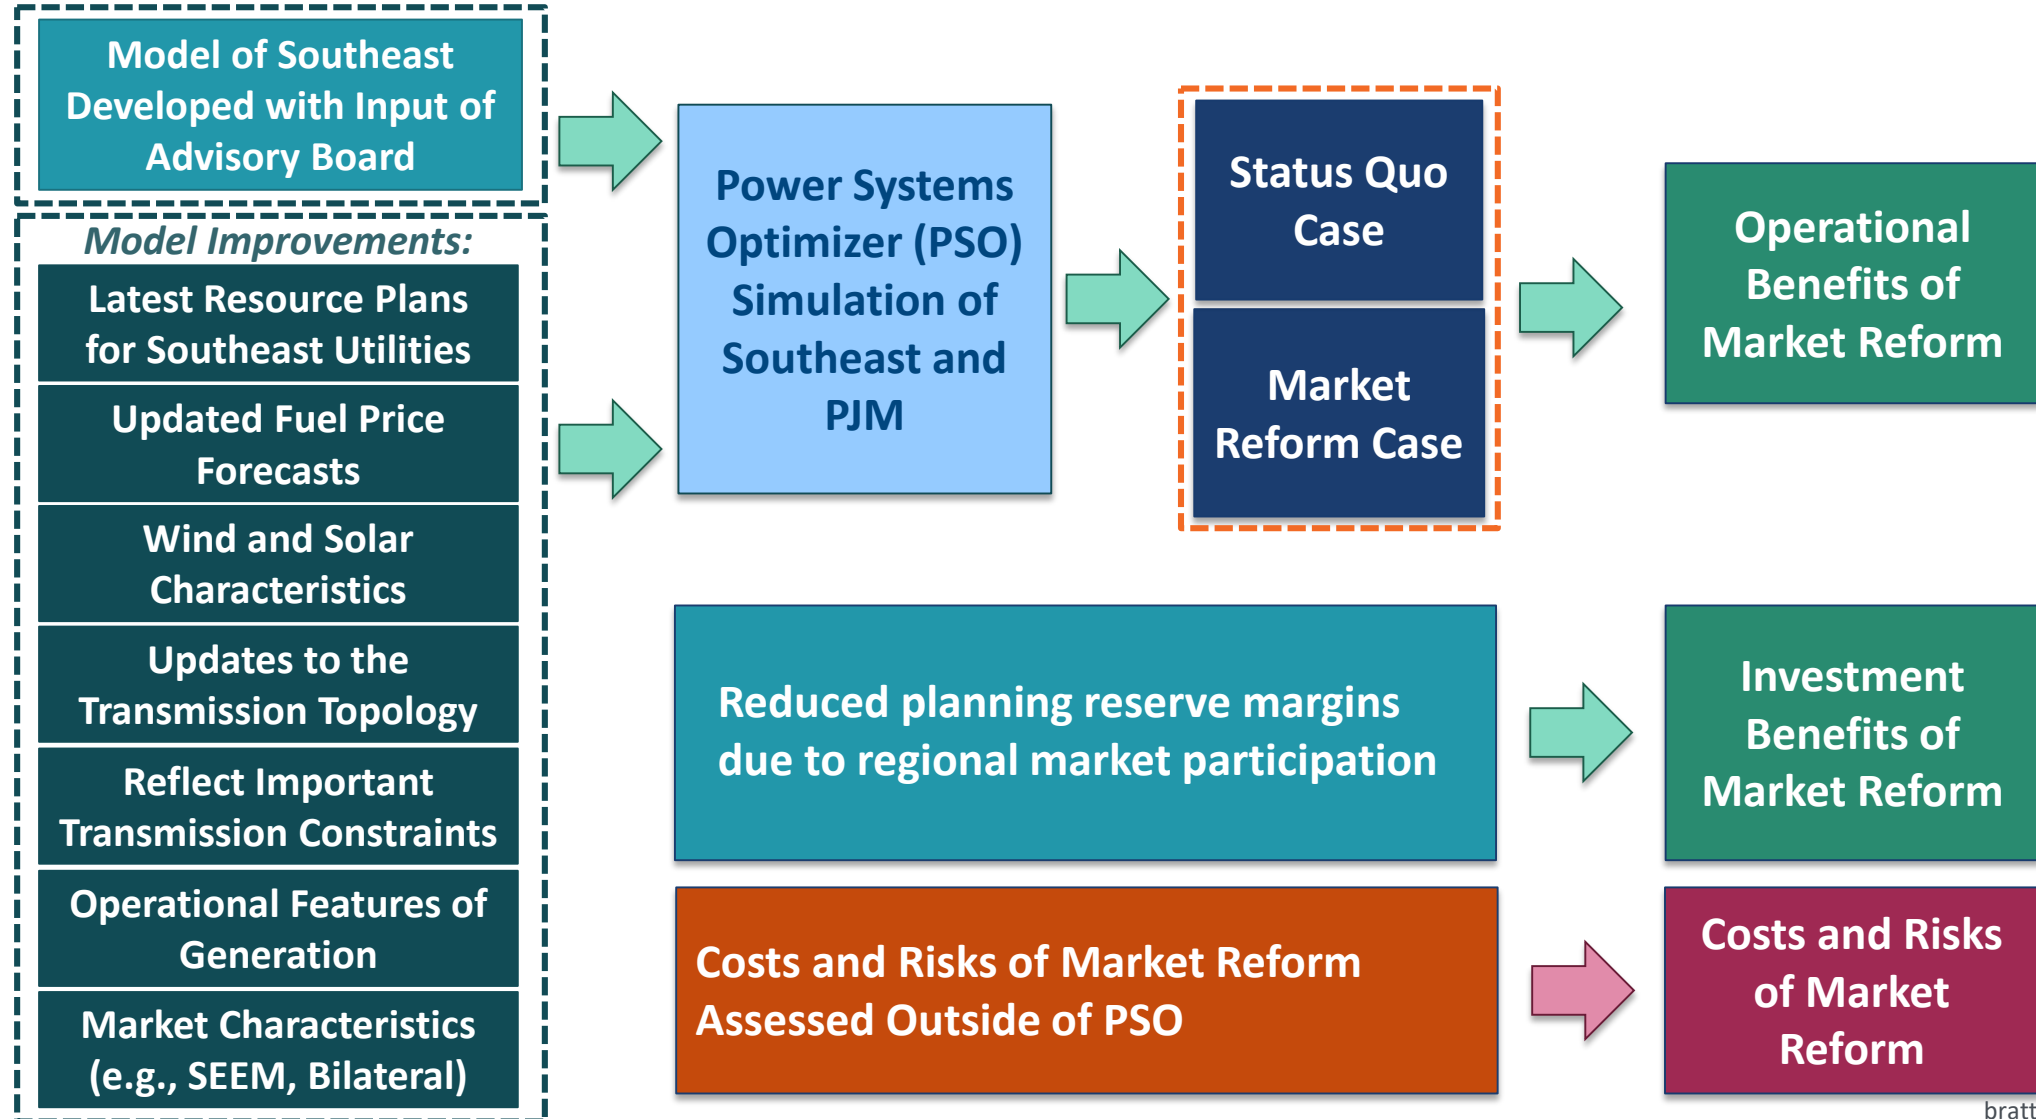 Model of Southeast
Developed with Input of
Advisory Board
Model Improvements:
Latest Resource Plans
for Southeast Utilities
Updated Fuel Price
Forecasts
Wind and Solar
Characteristics
Updates to the
Transmission Topology
Reflect Important
Transmission Constraints
Operational Features of
Generation
Market Characteristics
(e.g., SEEM, Bilateral)
Power Systems
Optimizer (PSO)
Simulation of
Southeast and
PJM
Status Quo
Case
Market
Reform Case
Operational
Benefits of
Market Reform
Reduced planning reserve margins
due to regional market participation
Investment
Benefits of
Market Reform
Costs and Risks of Market Reform
Assessed Outside of PSO
Costs and Risks
of Market
Reform
bratt